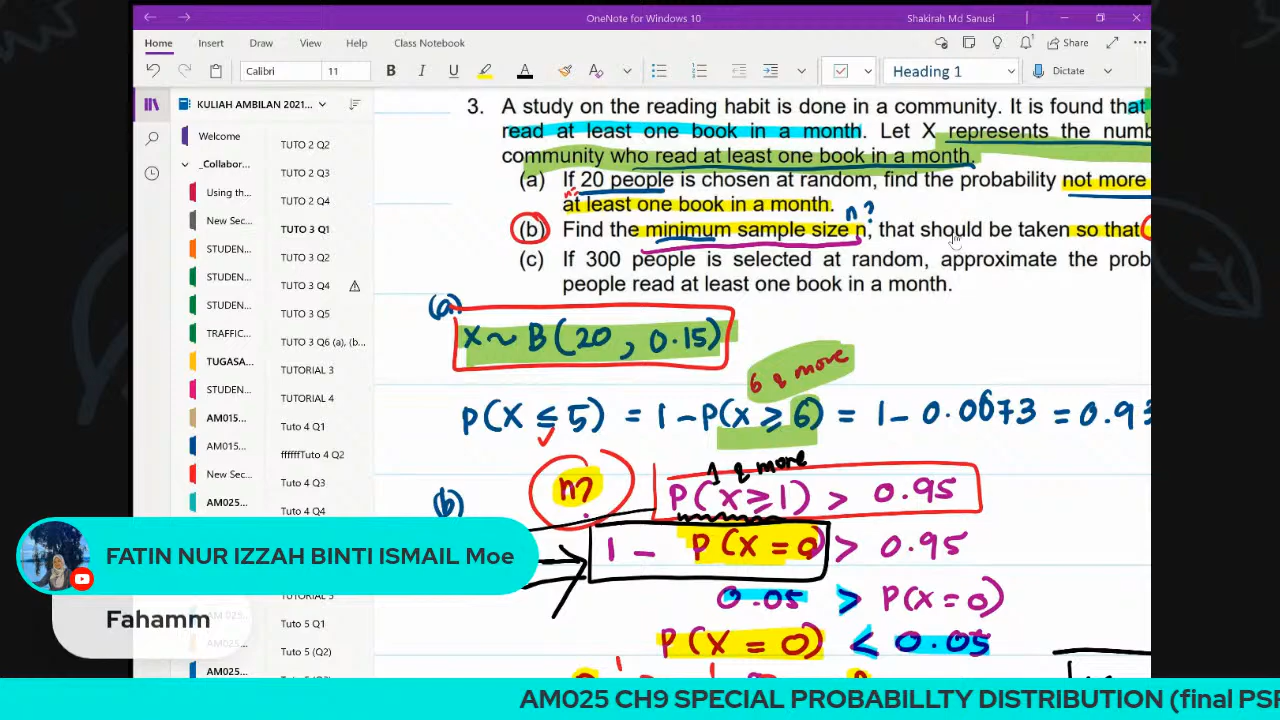 OneNote for Windows 10
Shakirah Md Sanusi
Home Insert Draw View Help Class Notebook
Share
Calibri 11 B I U A Heading 1 Dictate
KULIAH AMBILAN 2021...
Welcome
_Collabor...
Using th...
New Sec...
STUDEN...
STUDEN...
STUDEN...
TRAFFIC...
TUGASA...
STUDEN...
AM015...
AM015...
New Sec...
AM025...
AM 025...
AM025...
AM025...
TUTO 2 Q2
TUTO 2 Q3
TUTO 2 Q4
TUTO 3 Q1
TUTO 3 Q2
TUTO 3 Q4
TUTO 3 Q5
TUTO 3 Q6 (a), (b...
TUTORIAL 3
TUTORIAL 4
Tuto 4 Q1
ffffffTuto 4 Q2
Tuto 4 Q3
Tuto 4 Q4
TUTORIAL 5
Tuto 5 Q1
Tuto 5 (Q2)
3. A study on the reading habit is done in a community. It is found that
read at least one book in a month. Let X represents the numb
community who read at least one book in a month.
(a) If 20 people is chosen at random, find the probability not more
at least one book in a month.
n?
(b) Find the minimum sample size n, that should be taken so that
(c) If 300 people is selected at random, approximate the prob
people read at least one book in a month.
(a)
X ~ B(20, 0.15)
6 & more
P(X ≤ 5) = 1 - P(X ≥ 6) = 1 - 0.0673 = 0.93
1 & more
(b) n? P(X ≥ 1) > 0.95
1 - P(X = 0) > 0.95
0.05 > P(X = 0)
P(X = 0) < 0.05
FATIN NUR IZZAH BINTI ISMAIL Moe
Fahamm
AM025 CH9 SPECIAL PROBABILLTY DISTRIBUTION (final PSP